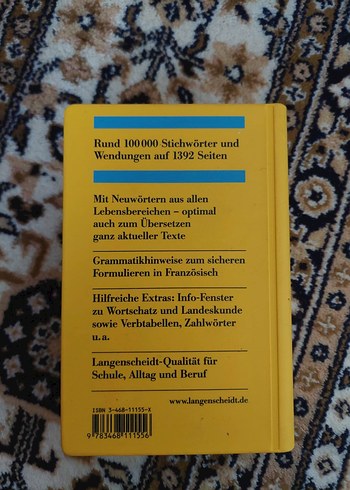 Rund 100 000 Stichwörter und
Wendungen auf 1392 Seiten
Mit Neuwörtern aus allen
Lebensbereichen – optimal
auch zum Übersetzen
ganz aktueller Texte
Grammatikhinweise zum sicheren
Formulieren in Französisch
Hilfreiche Extras: Info-Fenster
zu Wortschatz und Landeskunde
sowie Verbtabellen, Zahlwörter
u. a.
Langenscheidt-Qualität für
Schule, Alltag und Beruf
www.langenscheidt.de
ISBN 3-468-11155-X
9 783468 111556